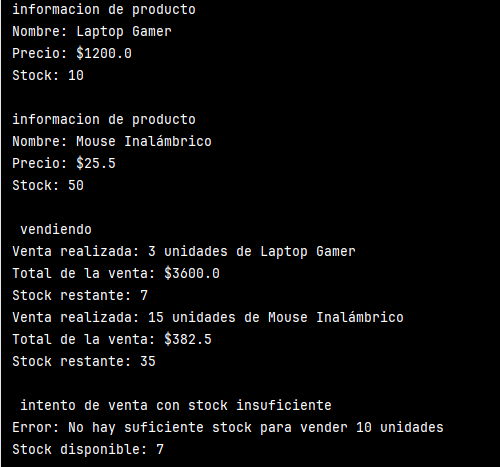 informacion de producto
Nombre: Laptop Gamer
Precio: $1200.0
Stock: 10
informacion de producto
Nombre: Mouse Inalámbrico
Precio: $25.5
Stock: 50
vendiendo
Venta realizada: 3 unidades de Laptop Gamer
Total de la venta: $3600.0
Stock restante: 7
Venta realizada: 15 unidades de Mouse Inalámbrico
Total de la venta: $382.5
Stock restante: 35
intento de venta con stock insuficiente
Error: No hay suficiente stock para vender 10 unidades
Stock disponible: 7